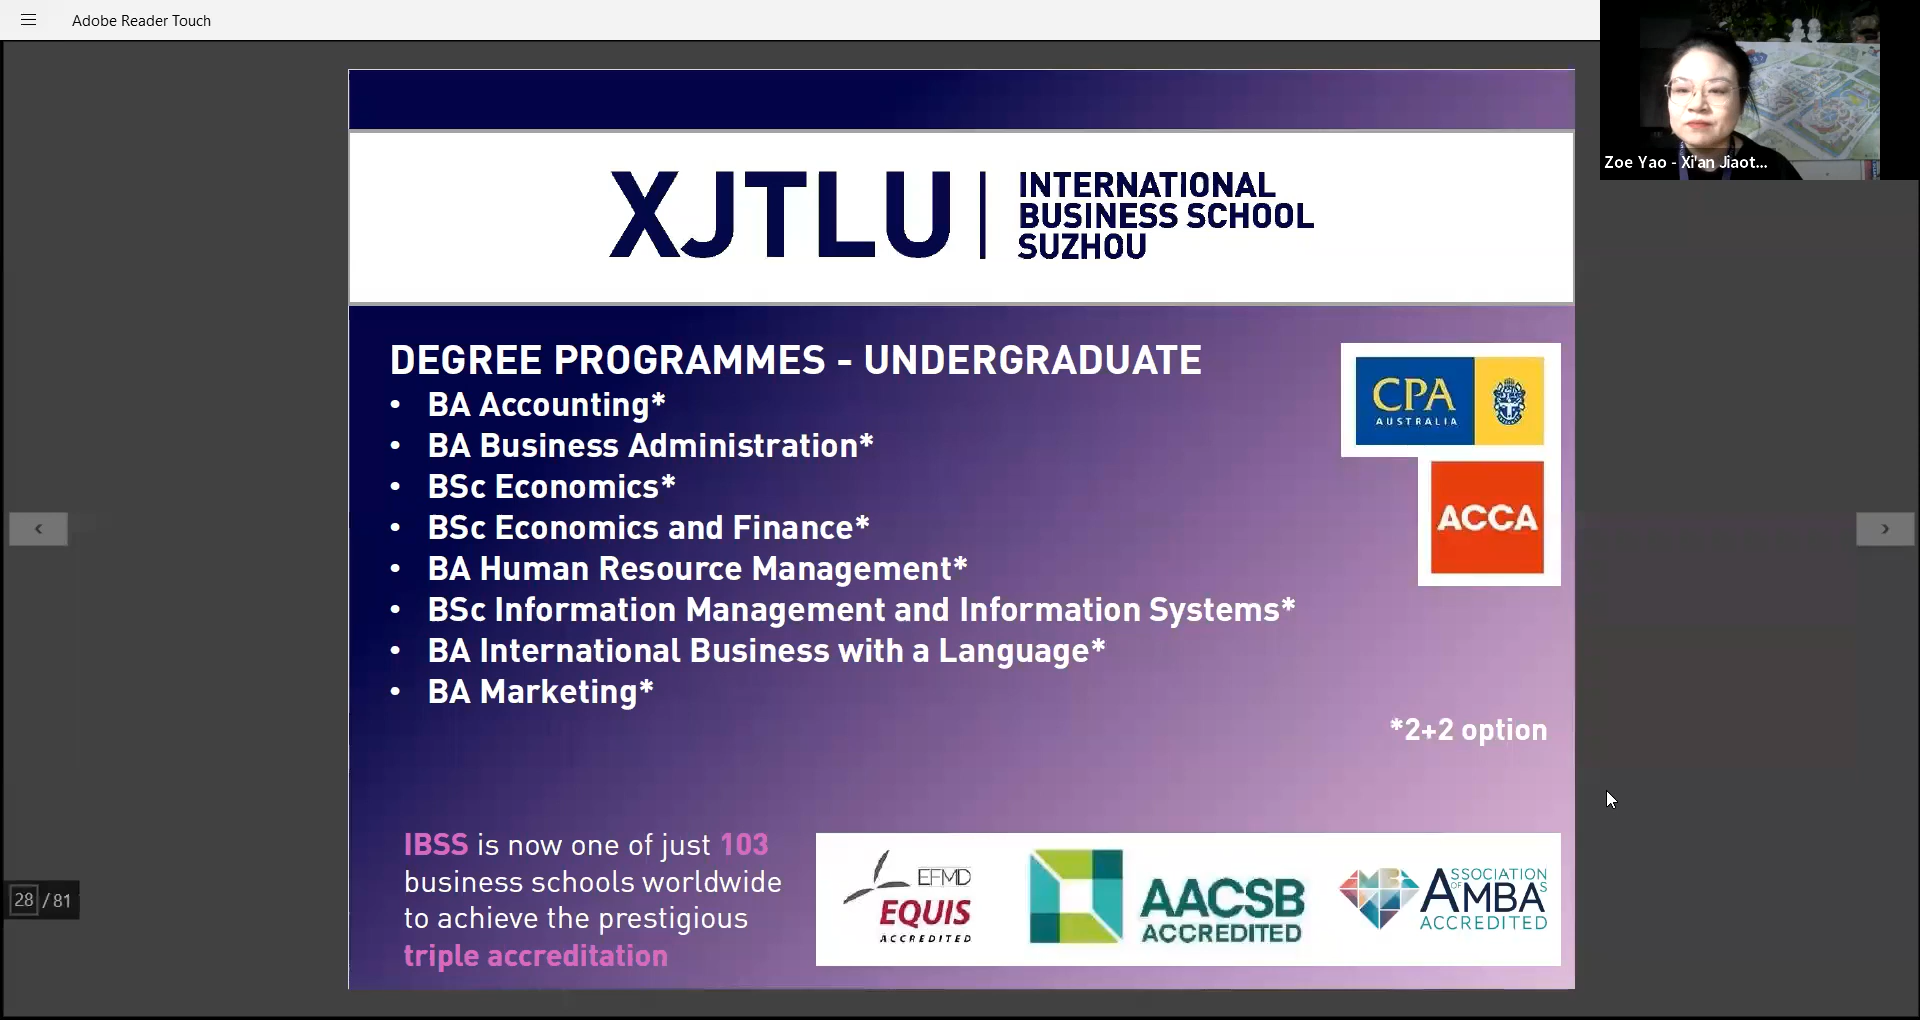 Adobe Reader Touch
Zoe Yao - Xi'an Jiaot...
XJTLU
INTERNATIONAL
BUSINESS SCHOOL
SUZHOU
DEGREE PROGRAMMES - UNDERGRADUATE
• BA Accounting*
• BA Business Administration*
• BSc Economics*
• BSc Economics and Finance*
• BA Human Resource Management*
• BSc Information Management and Information Systems*
• BA International Business with a Language*
• BA Marketing*
CPA
AUSTRALIA
ACCA
*2+2 option
IBSS is now one of just 103
business schools worldwide
to achieve the prestigious
triple accreditation
EFMD
EQUIS
ACCREDITED
AACSB
ACCREDITED
ASSOCIATION
OF
AMBAs
ACCREDITED
28 / 81